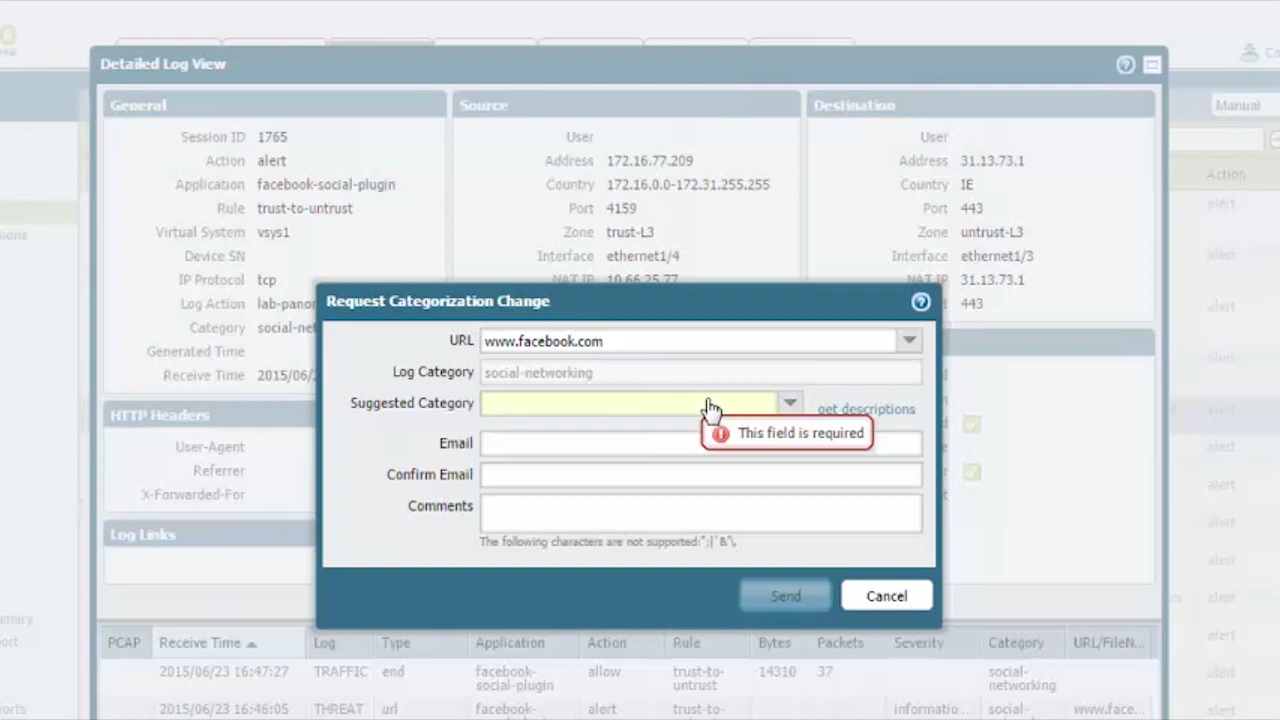 Detailed Log View
Manual
General
Session ID 1765
Action alert
Application facebook-social-plugin
Rule trust-to-untrust
Virtual System vsys1
Device SN
IP Protocol tcp
Log Action lab-panor
Category social-net
Generated Time
Receive Time 2015/06/2
Source
User
Address 172.16.77.209
Country 172.16.0.0-172.31.255.255
Port 4159
Zone trust-L3
Interface ethernet1/4
NAT IP 10.66.25.77
Destination
User
Address 31.13.73.1
Country IE
Port 443
Zone untrust-L3
Interface ethernet1/3
NAT IP 31.13.73.1
443
HTTP Headers
User-Agent
Referrer
X-Forwarded-For
Log Links
Request Categorization Change
URL www.facebook.com
Log Category social-networking
Suggested Category
get descriptions
This field is required
Email
Confirm Email
Comments
The following characters are not supported:";|`&'\
Send Cancel
PCAP Receive Time Log Type Application Action Rule Bytes Packets Severity Category URL/FileN...
2015/06/23 16:47:27 TRAFFIC end facebook-social-plugin allow trust-to-untrust 14310 37 social-networking
2015/06/23 16:46:05 THREAT url facebook- alert trust-to- informatio... social- www.face...
Action
alert
alert
alert
alert
alert
alert
alert
alert
alert
alert
alert
alert
alert